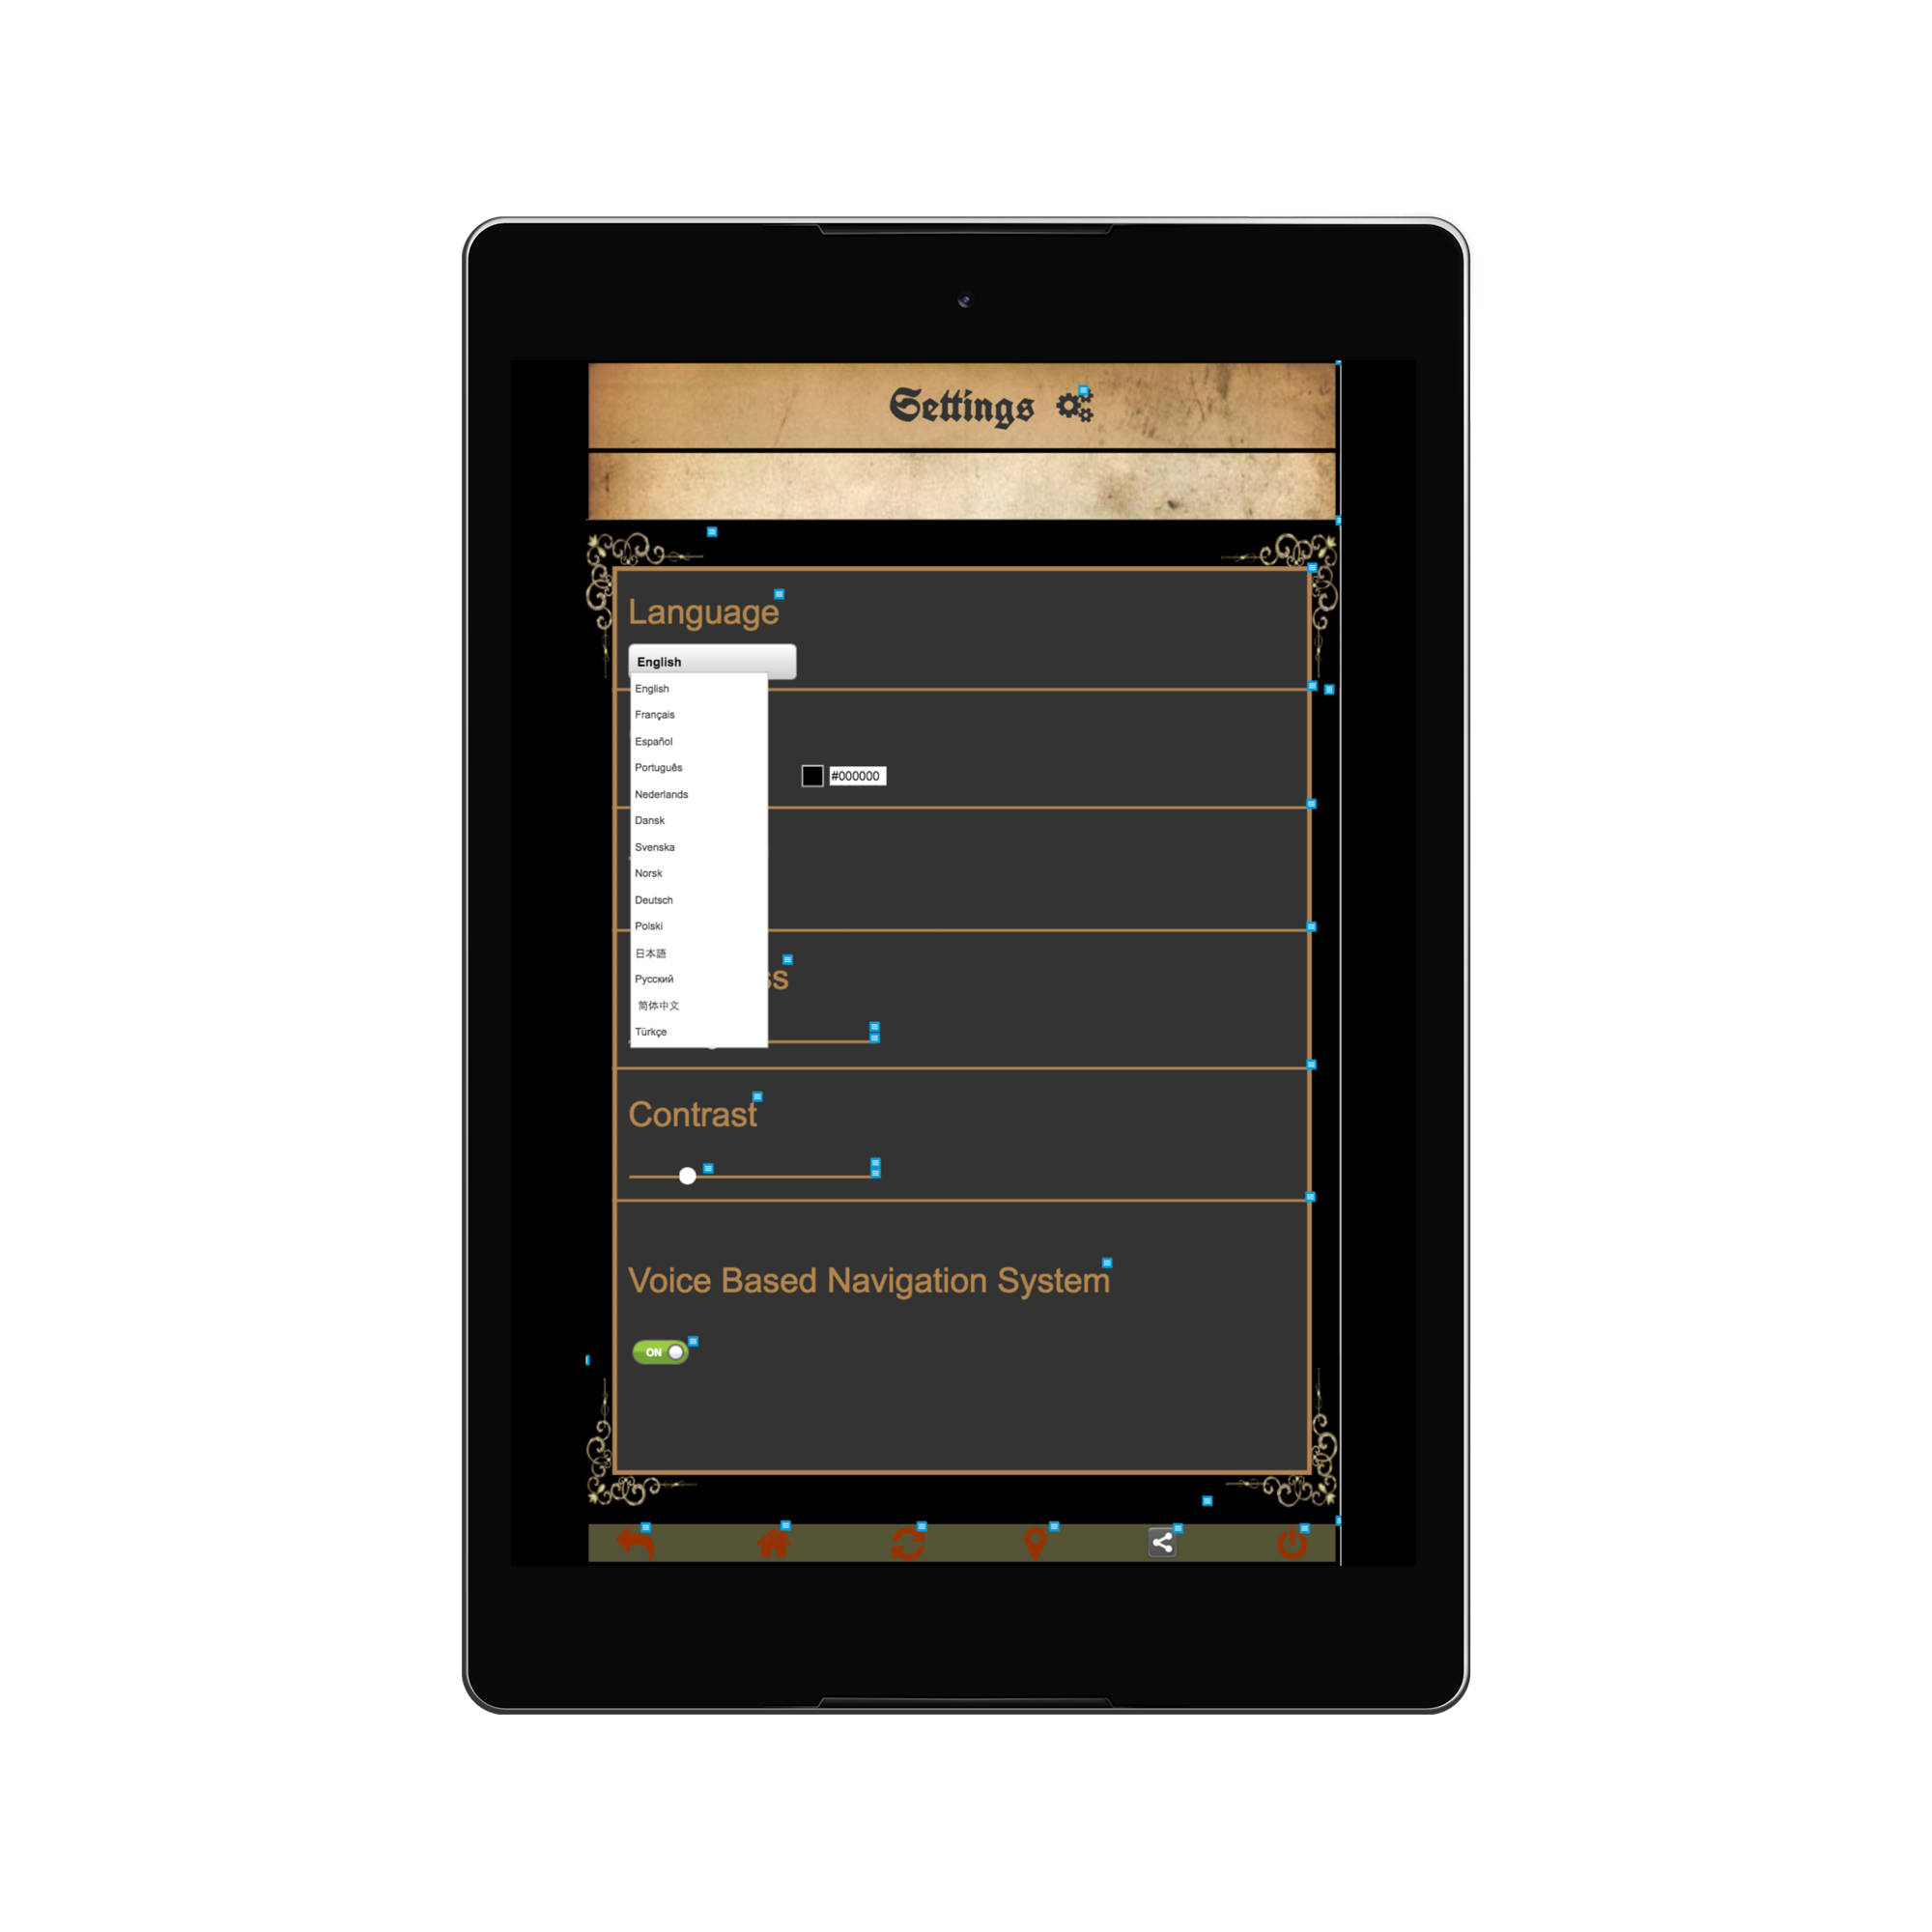 Settings
Language
English
English
Français
Español
Português
#000000
Nederlands
Dansk
Svenska
Norsk
Deutsch
Polski
日本語
Русский
ss
简体中文
Türkçe
Contrast
Voice Based Navigation System
ON